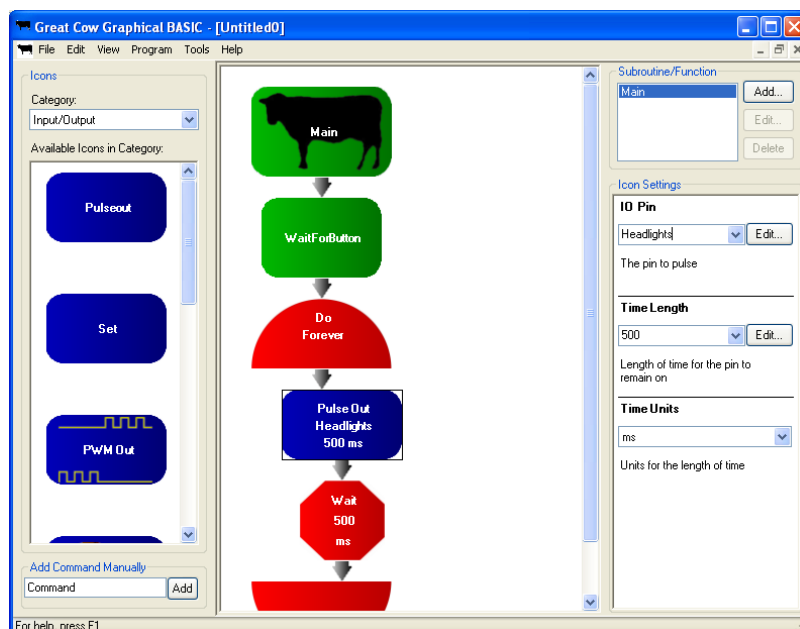 Great Cow Graphical BASIC - [Untitled0]
File Edit View Program Tools Help
Icons
Category:
Input/Output
Available Icons in Category:
Pulseout
Set
PWM Out
Add Command Manually
Command
Add
Main
WaitForButton
Do
Forever
Pulse Out
Headlights
500 ms
Wait
500
ms
Subroutine/Function
Main
Add...
Edit...
Delete
Icon Settings
IO Pin
Headlights
Edit...
The pin to pulse
Time Length
500
Edit...
Length of time for the pin to
remain on
Time Units
ms
Units for the length of time
For help, press F1